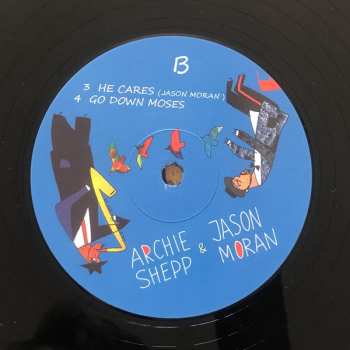 B
3 HE CARES (JASON MORAN)
4 GO DOWN MOSES
ARCHIE SHEPP & JASON MORAN